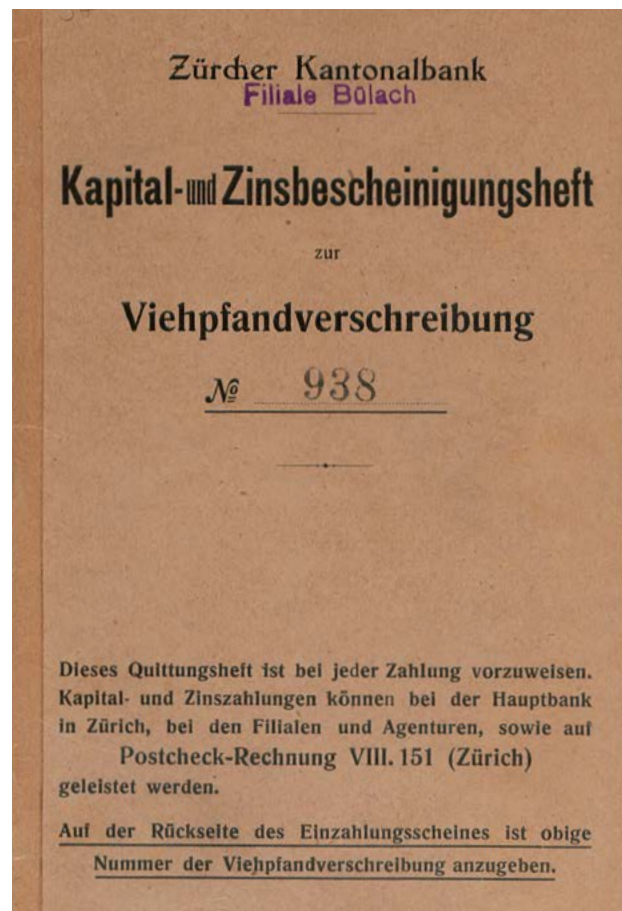 Zürcher Kantonalbank
Filiale Bülach
Kapital- und Zinsbescheinigungsheft
zur
Viehpfandverschreibung
№ 938
Dieses Quittungsheft ist bei jeder Zahlung vorzuweisen.
Kapital- und Zinszahlungen können bei der Hauptbank
in Zürich, bei den Filialen und Agenturen, sowie auf
Postcheck-Rechnung VIII. 151 (Zürich)
geleistet werden.
Auf der Rückseite des Einzahlungsscheines ist obige
Nummer der Viehpfandverschreibung anzugeben.